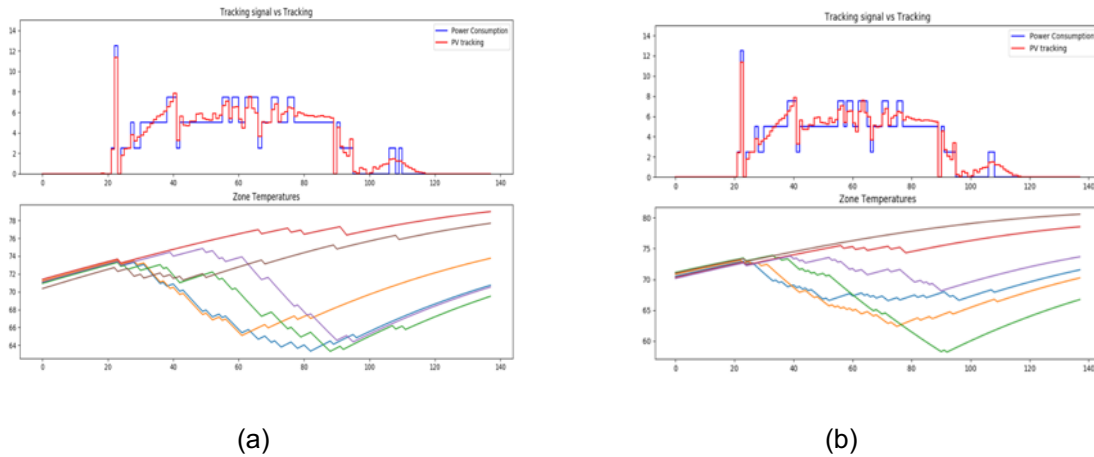 Tracking signal vs Tracking
14
12
10
8
6
4
2
0
Power Consumption
PV tracking
0 20 40 60 80 100 120 140
Zone Temperatures
78
76
74
72
70
68
66
64
0 20 40 60 80 100 120 140
(a)
Tracking signal vs Tracking
14
12
10
8
6
4
2
0
Power Consumption
PV tracking
0 20 40 60 80 100 120 140
Zone Temperatures
80
75
70
65
60
0 20 40 60 80 100 120 140
(b)